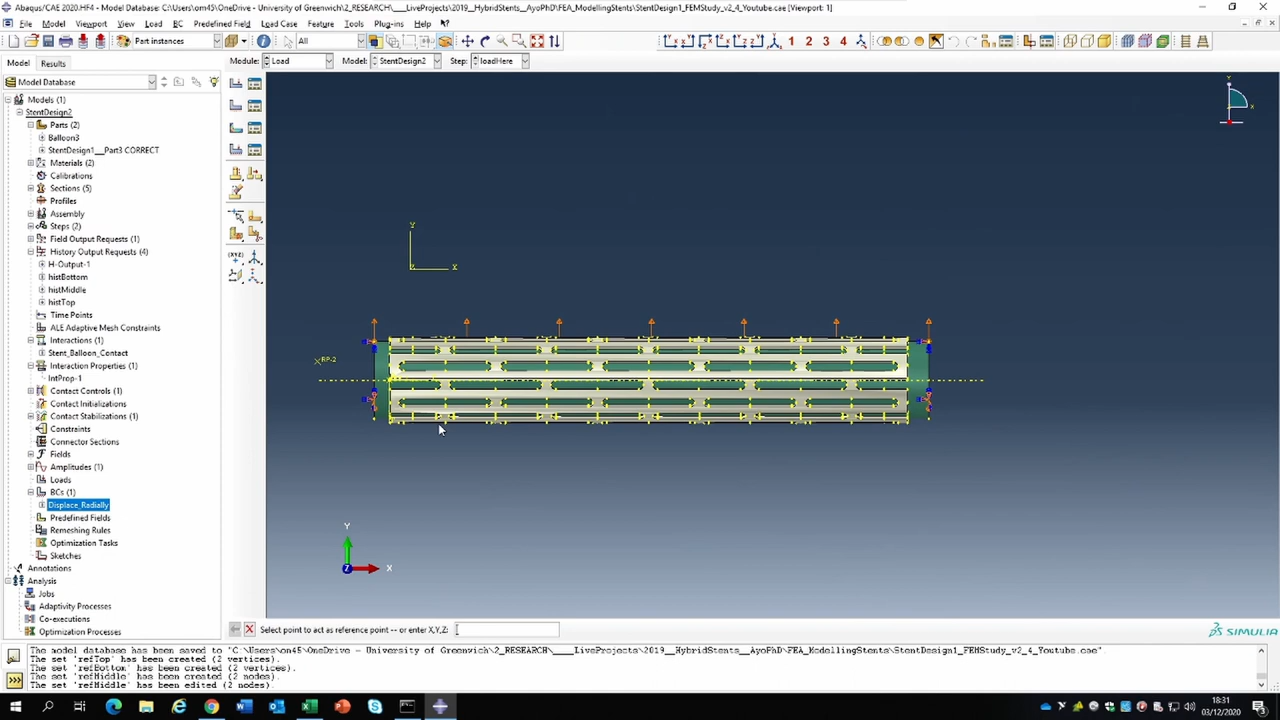 Abaqus/CAE 2020.HF4 - Model Database: C:\Users\om45\OneDrive - University of Greenwich\2_RESEARCH\____LiveProjects\2019__HybridStents__AyoPhD\FEA_ModellingStents\StentDesign1_FEMStudy_v2_4_Youtube.cae* [Viewport: 1]
File Model Viewport View Load BC Predefined Field Load Case Feature Tools Plug-ins Help
Part instances All 1 2 3 4
Model Results Module: Load Model: StentDesign2 Step: loadHere
Model Database
Models (1)
StentDesign2
Parts (2)
Balloon3
StentDesign1__Part3 CORRECT
Materials (2)
Calibrations
Sections (5)
Profiles
Assembly
Steps (2)
Field Output Requests (1)
History Output Requests (4)
H-Output-1
histBottom
histMiddle
histTop
Time Points
ALE Adaptive Mesh Constraints
Interactions (1)
Stent_Balloon_Contact
Interaction Properties (1)
IntProp-1
Contact Controls (1)
Contact Initializations
Contact Stabilizations (1)
Constraints
Connector Sections
Fields
Amplitudes (1)
Loads
BCs (1)
Displace_Radially
Predefined Fields
Remeshing Rules
Optimization Tasks
Sketches
Annotations
Analysis
Jobs
Adaptivity Processes
Co-executions
Optimization Processes
Y
X
Y
X
RP-2
Y
Z X
Select point to act as reference point -- or enter X,Y,Z:
SIMULIA
The model database has been saved to "C:\Users\om45\OneDrive - University of Greenwich\2_RESEARCH\____LiveProjects\2019__HybridStents__AyoPhD\FEA_ModellingStents\StentDesign1_FEMStudy_v2_4_Youtube.cae".
The set 'refTop' has been created (2 vertices).
The set 'refMiddle' has been created (2 nodes).
The set 'refMiddle' has been edited (2 nodes).
18:31
03/12/2020